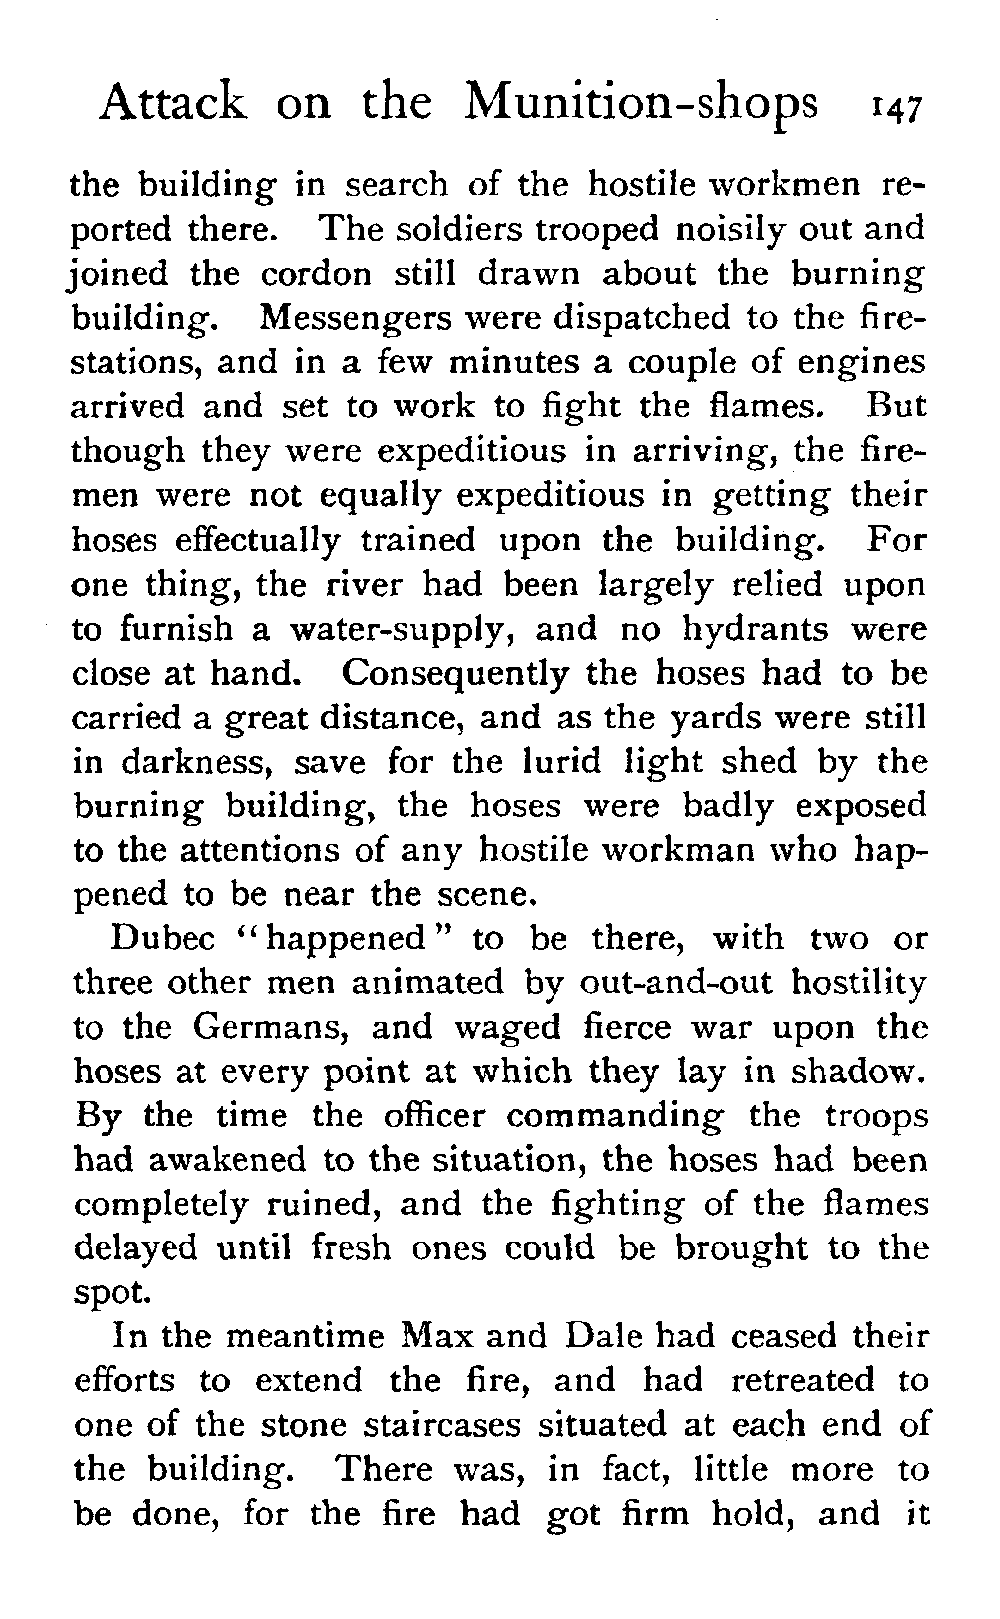 Attack on the Munition-shops 147
the building in search of the hostile workmen re-
ported there. The soldiers trooped noisily out and
joined the cordon still drawn about the burning
building. Messengers were dispatched to the fire-
stations, and in a few minutes a couple of engines
arrived and set to work to fight the flames. But
though they were expeditious in arriving, the fire-
men were not equally expeditious in getting their
hoses effectually trained upon the building. For
one thing, the river had been largely relied upon
to furnish a water-supply, and no hydrants were
close at hand. Consequently the hoses had to be
carried a great distance, and as the yards were still
in darkness, save for the lurid light shed by the
burning building, the hoses were badly exposed
to the attentions of any hostile workman who hap-
pened to be near the scene.
Dubec "happened" to be there, with two or
three other men animated by out-and-out hostility
to the Germans, and waged fierce war upon the
hoses at every point at which they lay in shadow.
By the time the officer commanding the troops
had awakened to the situation, the hoses had been
completely ruined, and the fighting of the flames
delayed until fresh ones could be brought to the
spot.
In the meantime Max and Dale had ceased their
efforts to extend the fire, and had retreated to
one of the stone staircases situated at each end of
the building. There was, in fact, little more to
be done, for the fire had got firm hold, and it